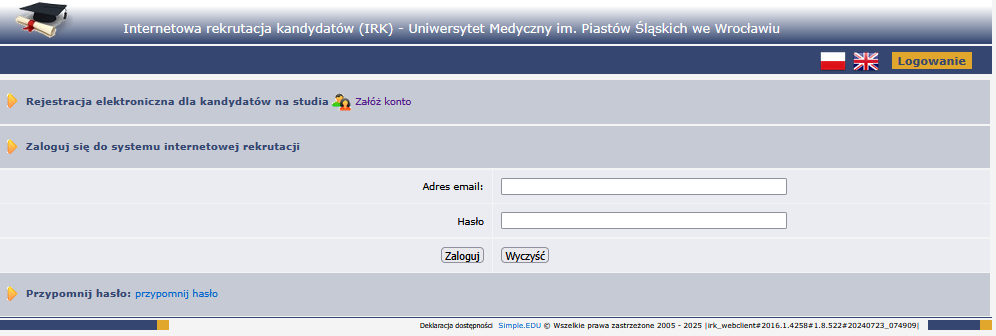 Internetowa rekrutacja kandydatów (IRK) - Uniwersytet Medyczny im. Piastów Śląskich we Wrocławiu
Logowanie
Rejestracja elektroniczna dla kandydatów na studia Załóż konto
Zaloguj się do systemu internetowej rekrutacji
Adres email:
Hasło
Zaloguj Wyczyść
Przypomnij hasło: przypomnij hasło
Deklaracja dostępności Simple.EDU © Wszelkie prawa zastrzeżone 2005 - 2025 |irk_webclient#2016.1.4258#1.8.522#20240723_074909|